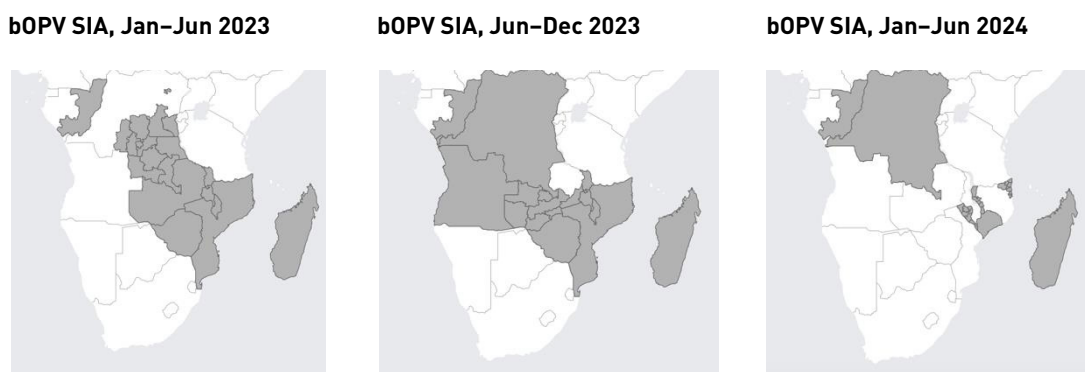 bOPV SIA, Jan–Jun 2023
bOPV SIA, Jun–Dec 2023
bOPV SIA, Jan–Jun 2024